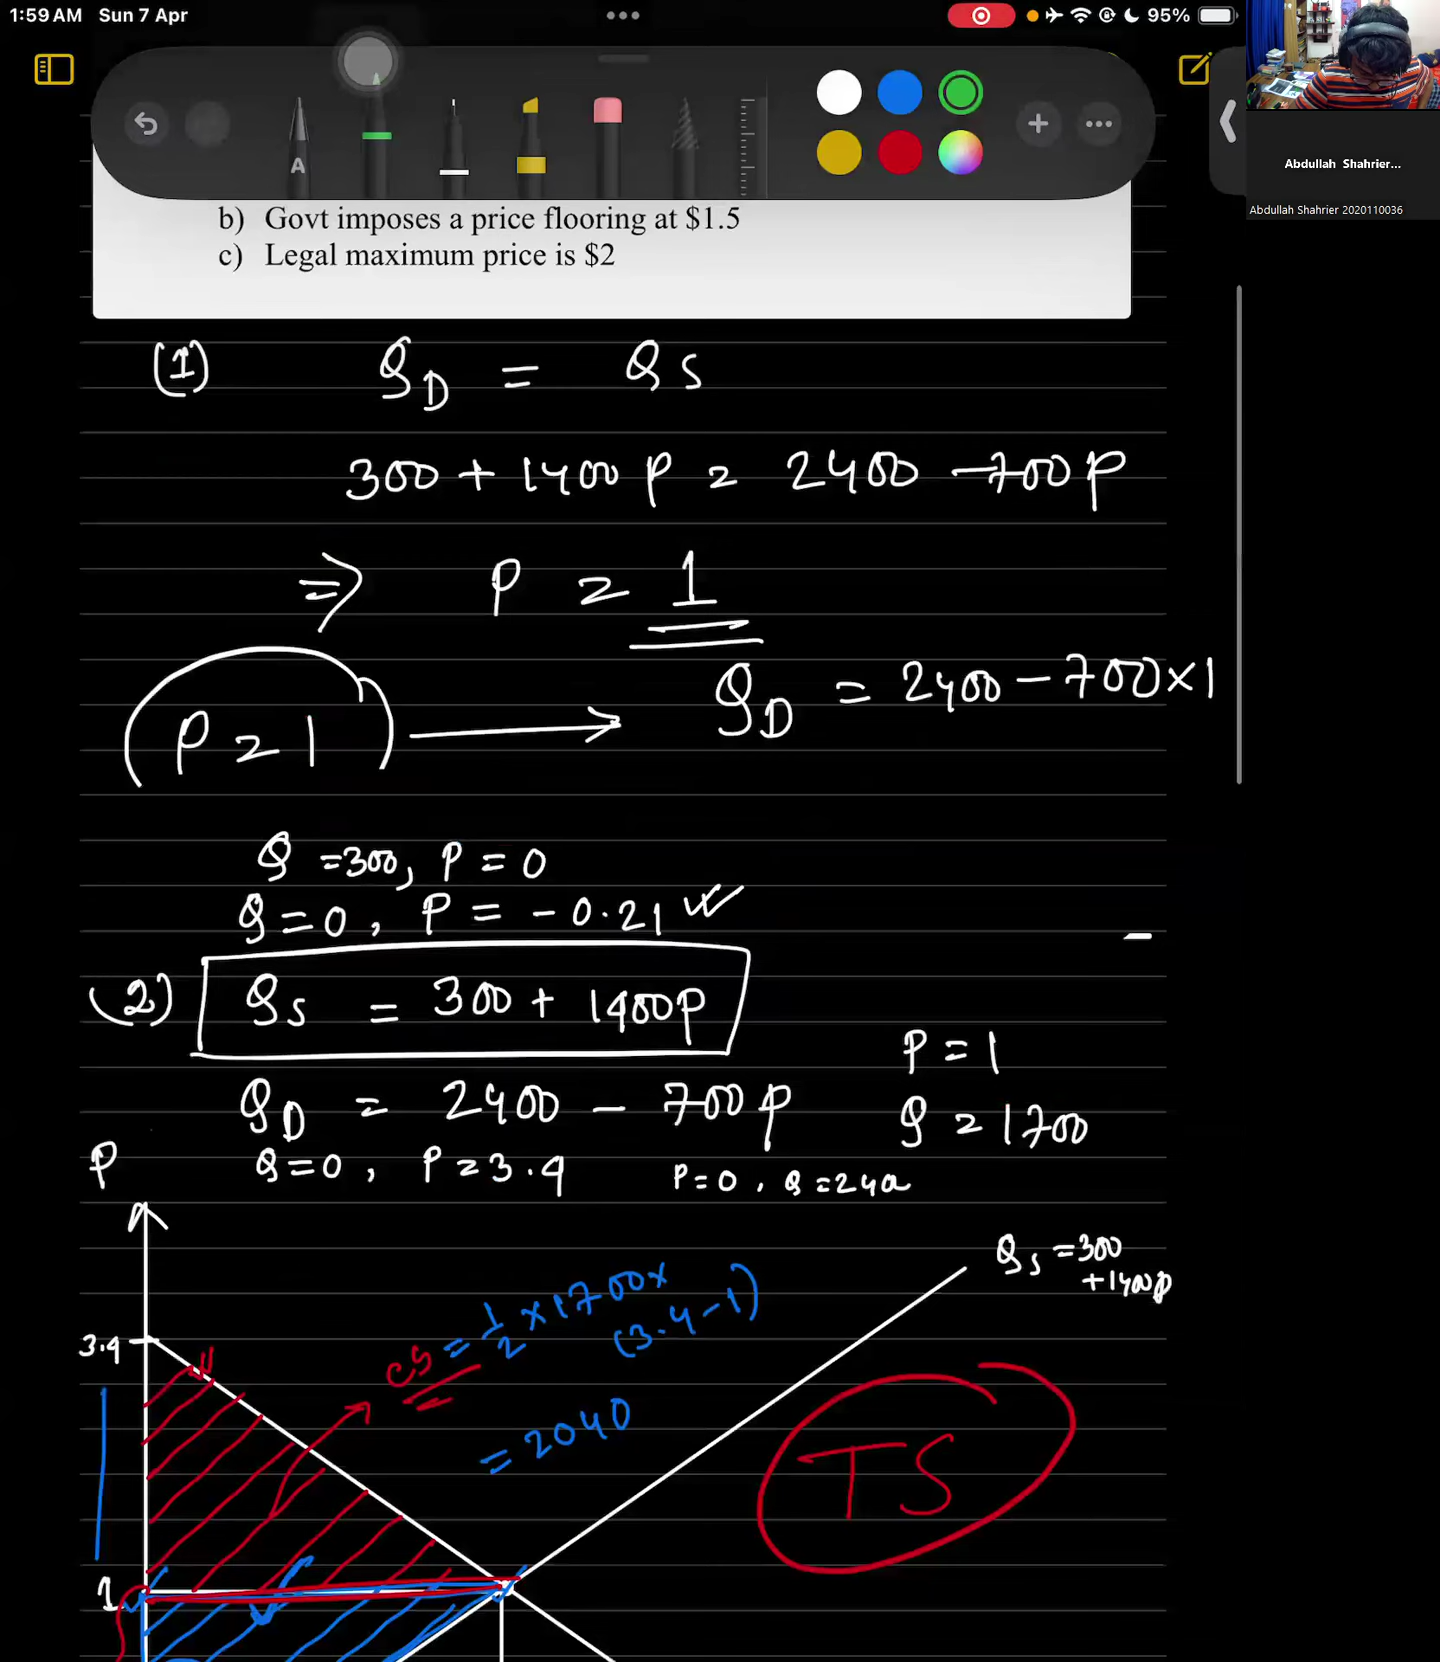 1:59 AM Sun 7 Apr
95%
A
Abdullah Shahrier...
Abdullah Shahrier 2020110036
b) Govt imposes a price flooring at $1.5
c) Legal maximum price is $2
(1) QD = QS
300 + 1400 P = 2400 - 700 P
=> P = 1
P = 1 → QD = 2400 - 700×1
Q = 300, P = 0
Q = 0, P = - 0.21
(2) Qs = 300 + 1400P
P = 1
QD = 2400 - 700 P
Q = 1700
P
Q = 0, P = 3.4
P = 0, Q = 2400
Qs = 300
+ 1400p
3.4
CS = 1/2 × 1700 ×
(3.4 - 1)
= 2040
TS
1